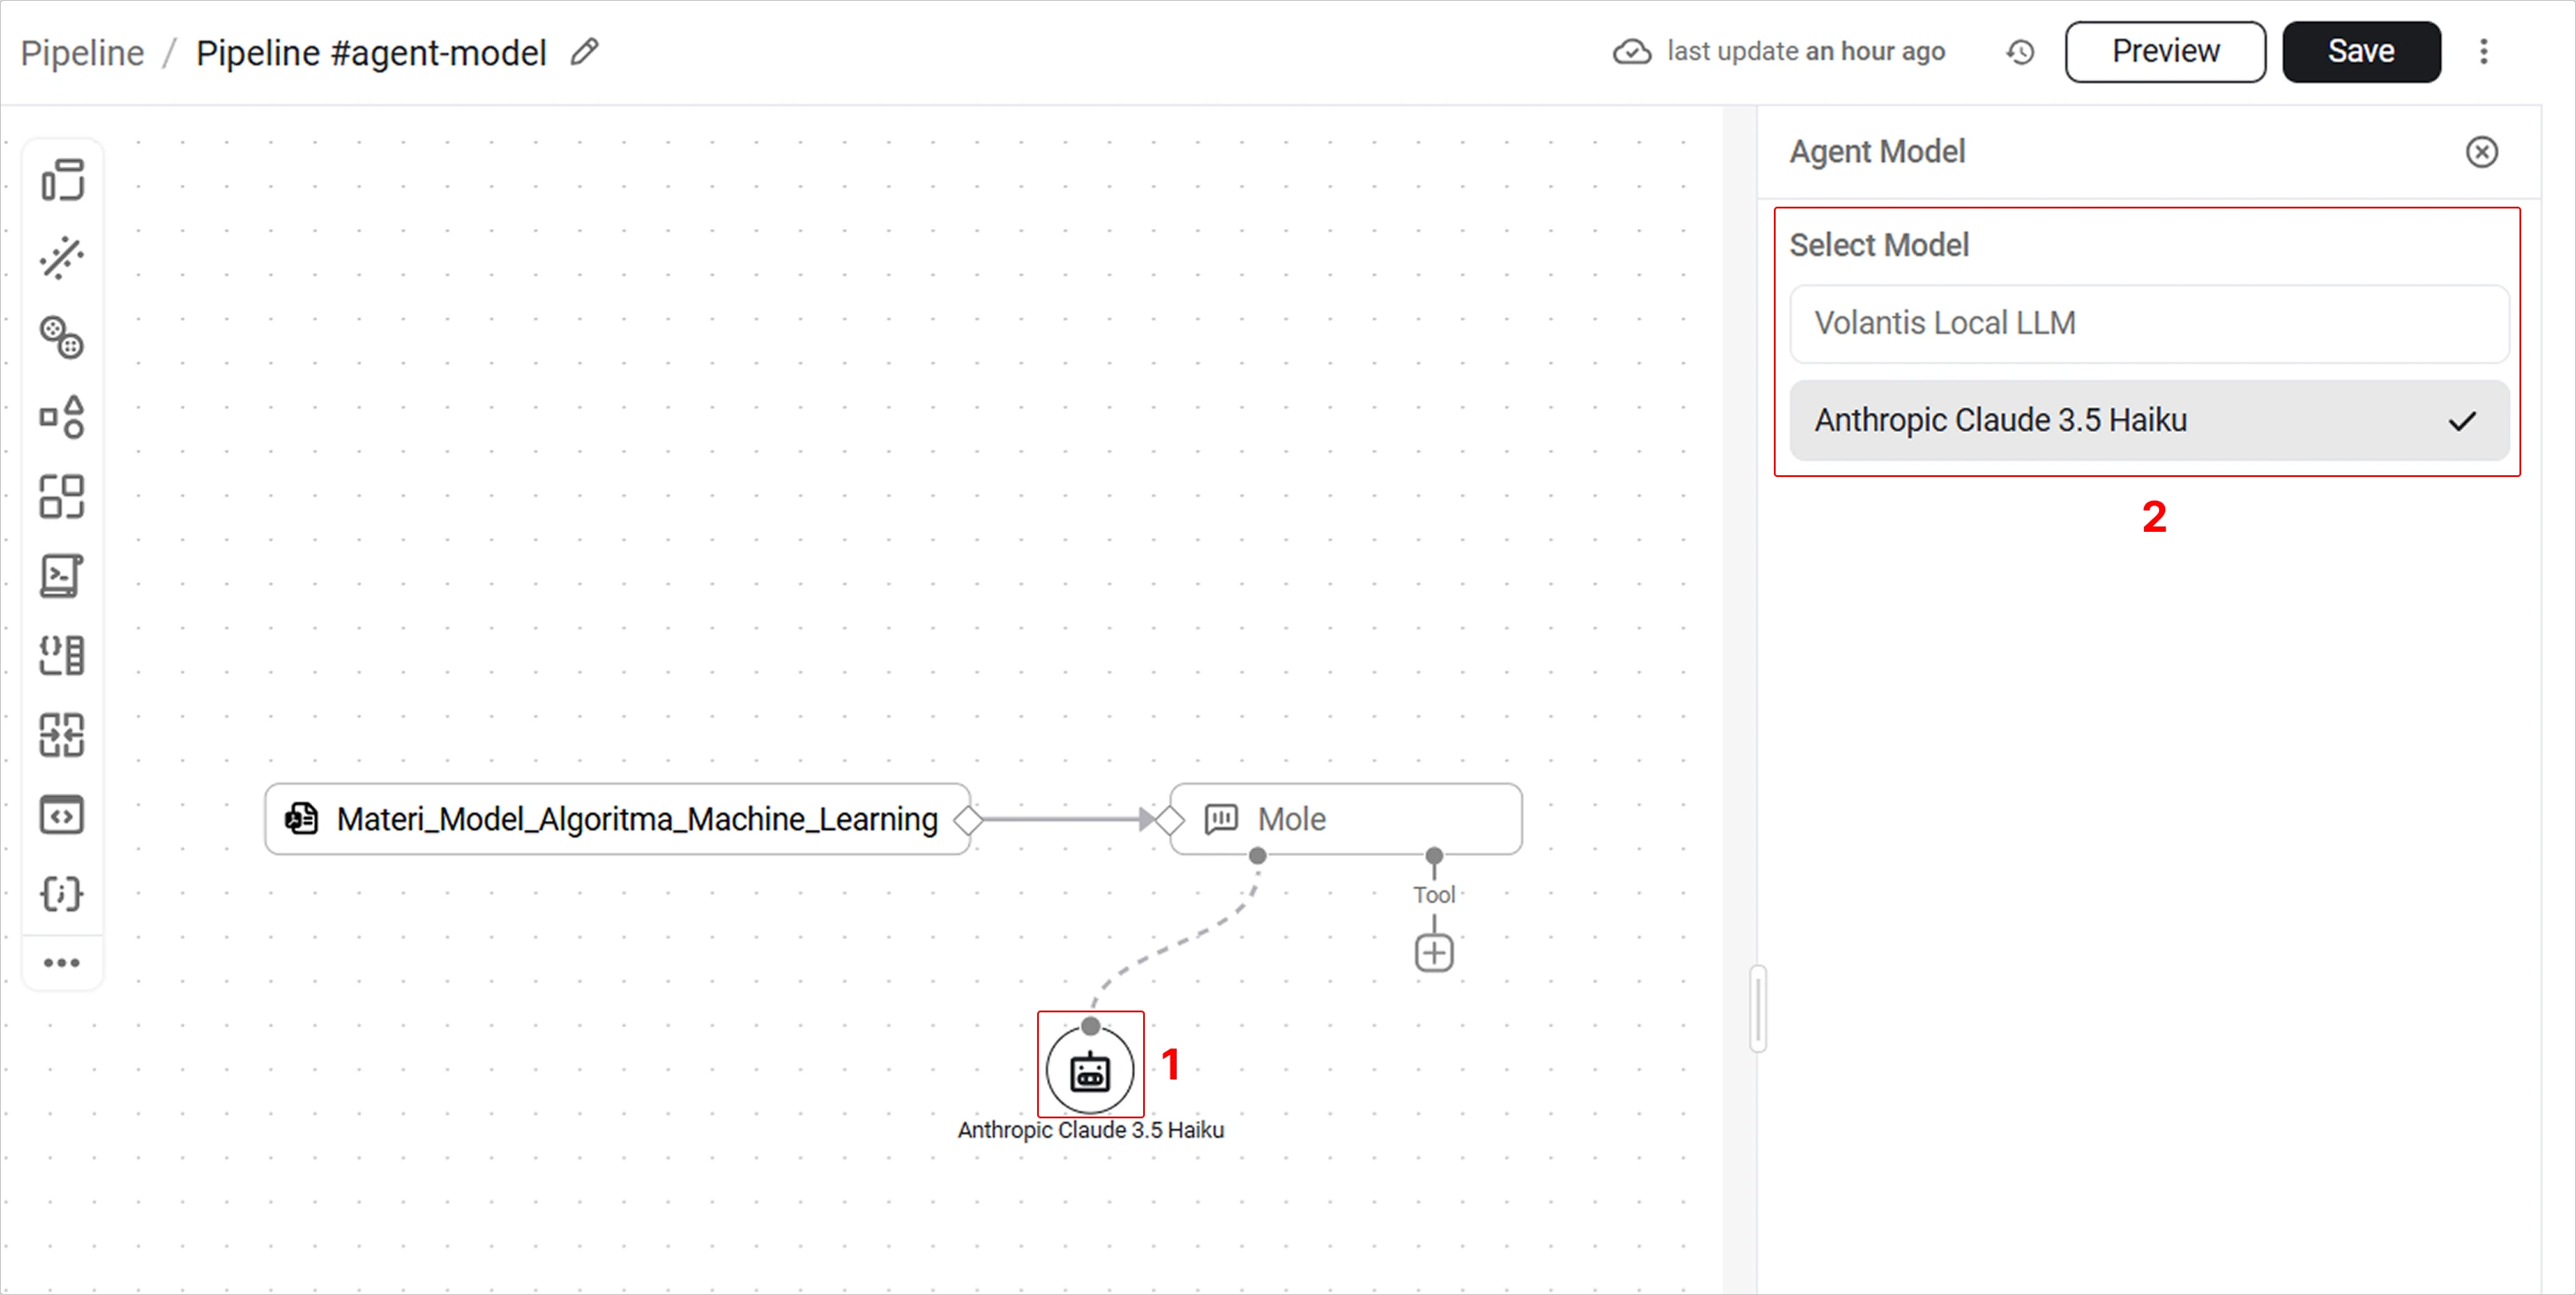 Pipeline / Pipeline #agent-model
last update an hour ago
Preview
Save
Agent Model
Select Model
Volantis Local LLM
Anthropic Claude 3.5 Haiku
2
Materi_Model_Algoritma_Machine_Learning
Mole
Tool
1
Anthropic Claude 3.5 Haiku